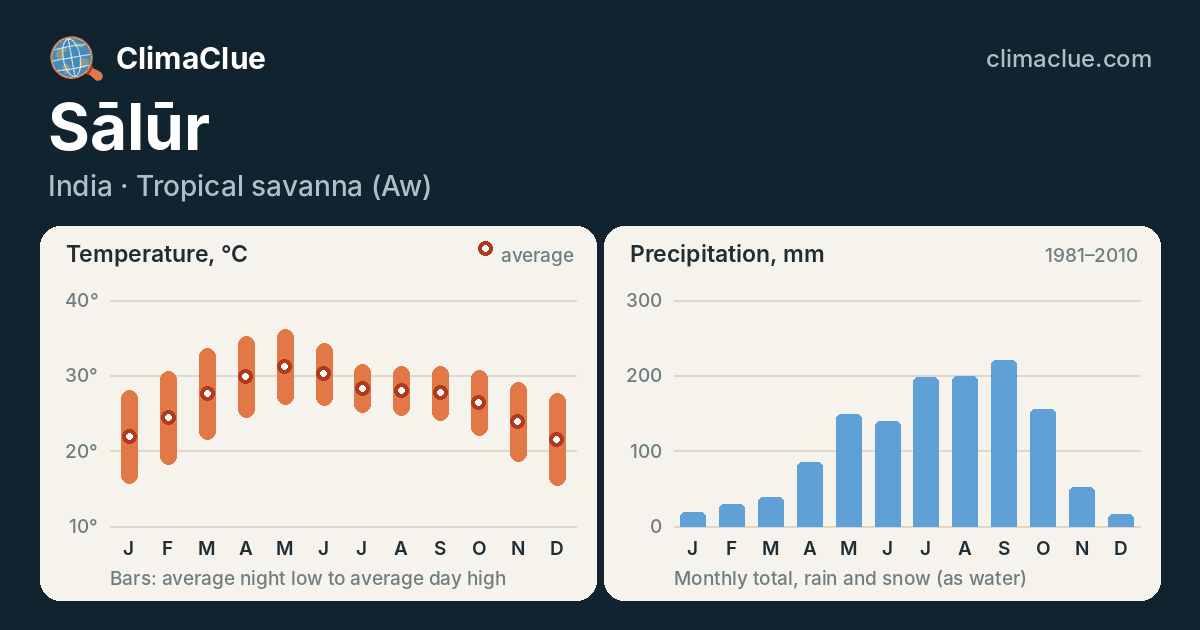 ClimaClue
climaclue.com
Sālūr
India · Tropical savanna (Aw)
Temperature, °C
average
40°
30°
20°
10°
J F M A M J J A S O N D
Bars: average night low to average day high
Precipitation, mm
1981–2010
300
200
100
0
J F M A M J J A S O N D
Monthly total, rain and snow (as water)